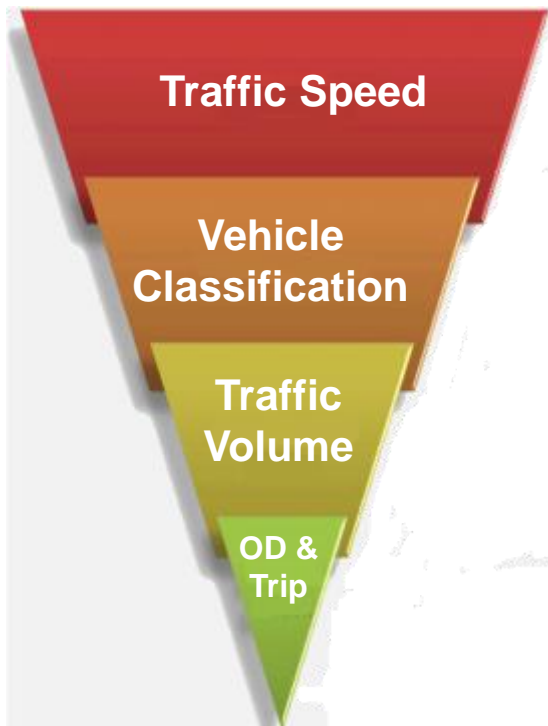 Traffic Speed
Vehicle
Classification
Traffic
Volume
OD &
Trip